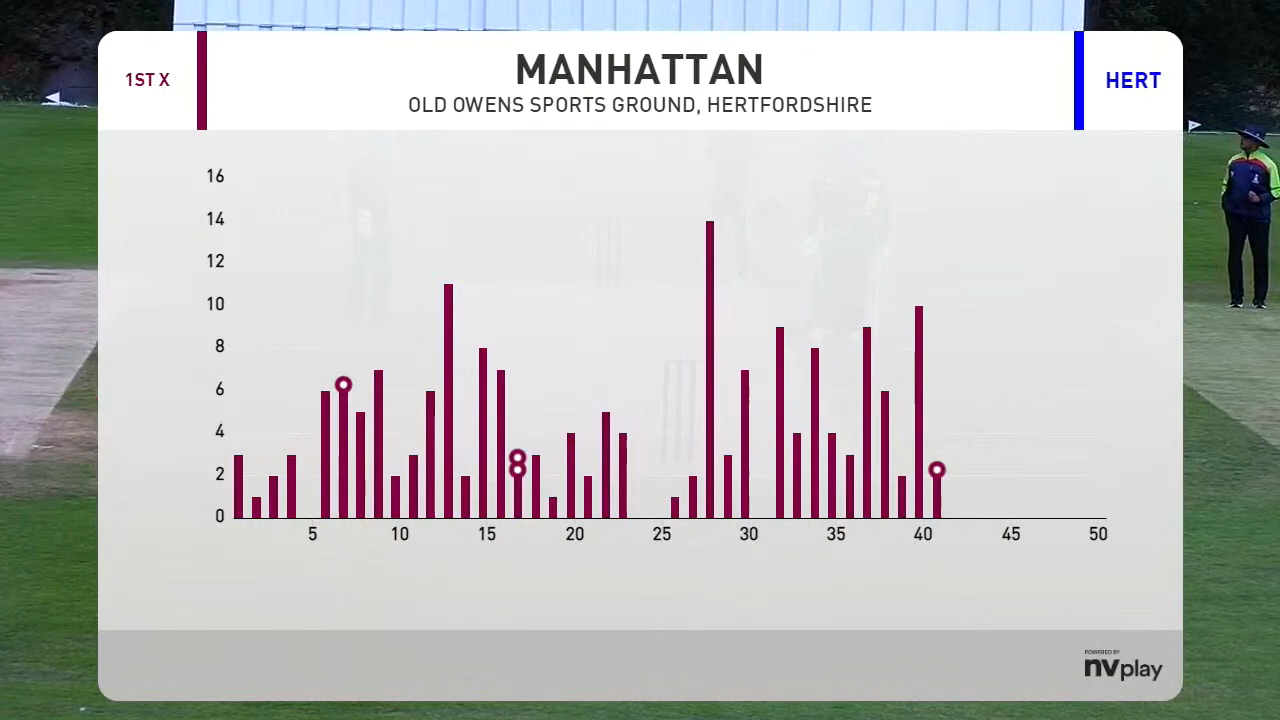 1ST X
MANHATTAN
OLD OWENS SPORTS GROUND, HERTFORDSHIRE
HERT
16
14
12
10
8
6
4
2
0
5 10 15 20 25 30 35 40 45 50
POWERED BY
nvplay